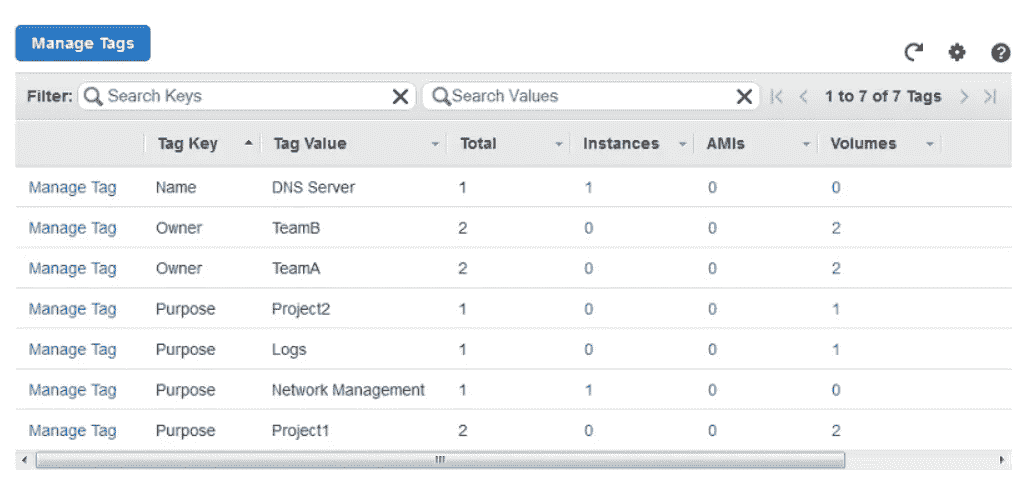 Manage Tags
Filter: Search Keys Search Values 1 to 7 of 7 Tags
Tag Key Tag Value Total Instances AMIs Volumes
Manage Tag Name DNS Server 1 1 0 0
Manage Tag Owner TeamB 2 0 0 2
Manage Tag Owner TeamA 2 0 0 2
Manage Tag Purpose Project2 1 0 0 1
Manage Tag Purpose Logs 1 0 0 1
Manage Tag Purpose Network Management 1 1 0 0
Manage Tag Purpose Project1 2 0 0 2